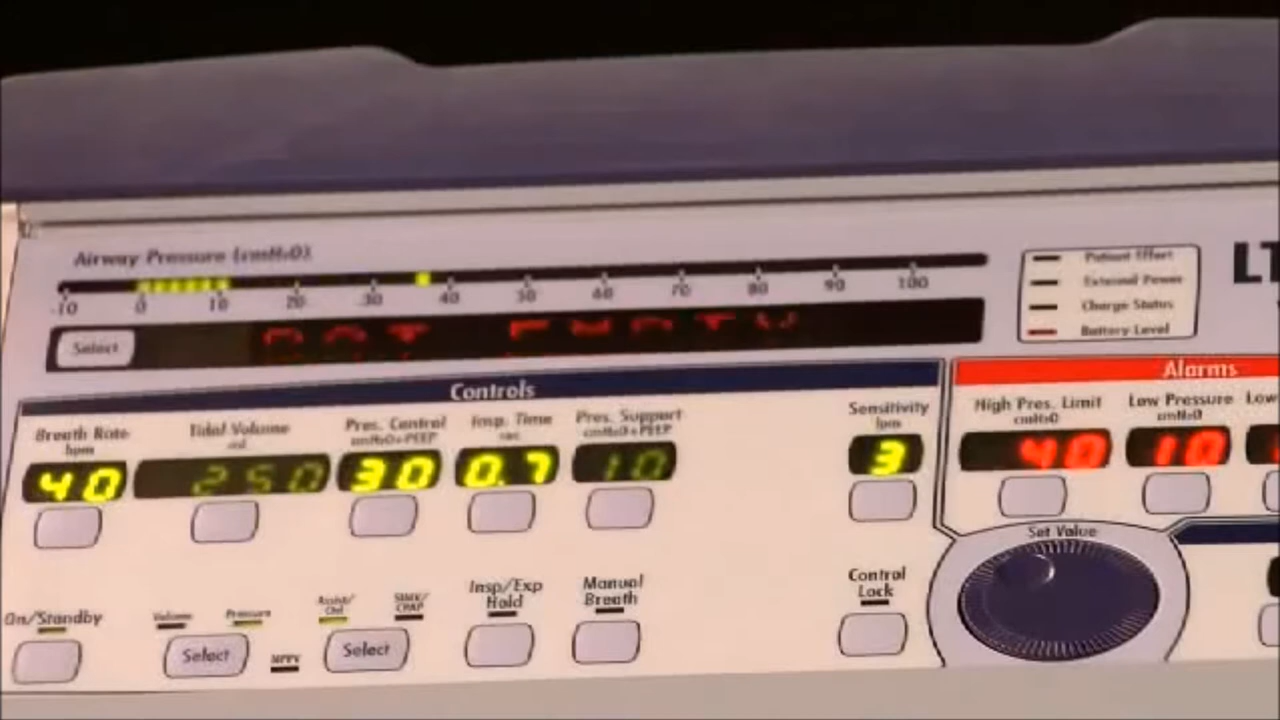 Airway Pressure (cmH₂O)
-10 0 10 20 30 40 50 60 70 80 90 100
Select BAT EMPTY
Patient Effort
External Power
Charge Status
Battery Level
LT
Controls
Breath Rate
bpm
40
Tidal Volume
ml
250
Pres. Control
cmH₂O+PEEP
30
Insp. Time
sec
0.7
Pres. Support
cmH₂O+PEEP
10
Sensitivity
lpm
3
Alarms
High Pres. Limit
cmH₂O
40
Low Pressure
cmH₂O
10
Low
Set Value
On/Standby
Volume Pressure
Select
NPPV
Assist/
Ctrl
SIMV/
CPAP
Select
Insp/Exp
Hold
Manual
Breath
Control
Lock